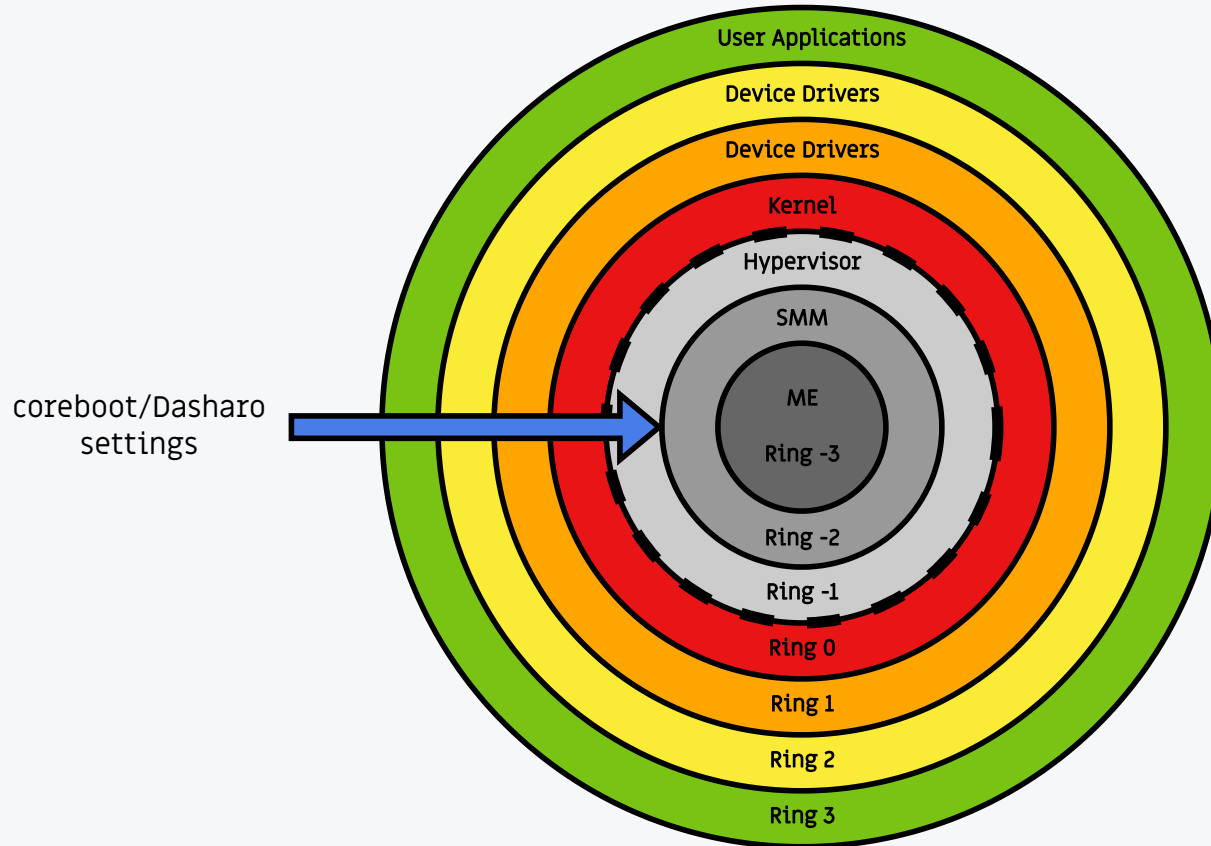 User Applications
Device Drivers
Device Drivers
Kernel
Hypervisor
SMM
ME
coreboot/Dasharo
settings
Ring -3
Ring -2
Ring -1
Ring 0
Ring 1
Ring 2
Ring 3